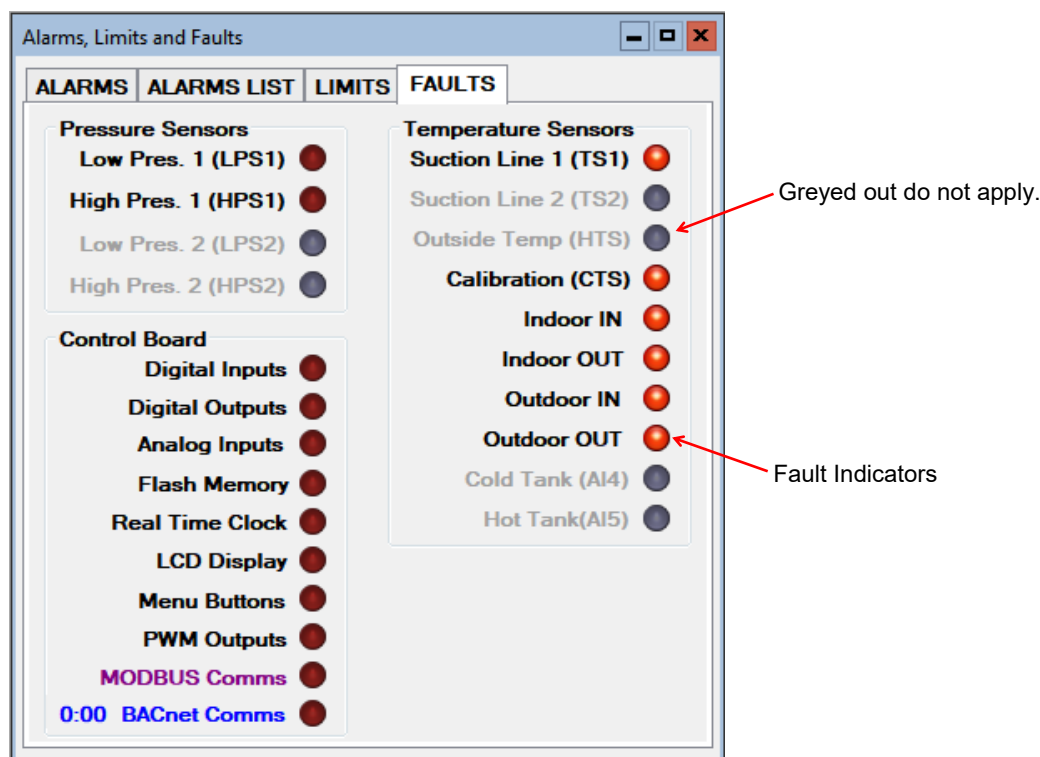 Alarms, Limits and Faults
ALARMS ALARMS LIST LIMITS FAULTS
Pressure Sensors
Low Pres. 1 (LPS1)
High Pres. 1 (HPS1)
Low Pres. 2 (LPS2)
High Pres. 2 (HPS2)
Control Board
Digital Inputs
Digital Outputs
Analog Inputs
Flash Memory
Real Time Clock
LCD Display
Menu Buttons
PWM Outputs
MODBUS Comms
0:00 BACnet Comms
Temperature Sensors
Suction Line 1 (TS1)
Suction Line 2 (TS2)
Outside Temp (HTS)
Calibration (CTS)
Indoor IN
Indoor OUT
Outdoor IN
Outdoor OUT
Cold Tank (AI4)
Hot Tank(AI5)
Greyed out do not apply.
Fault Indicators